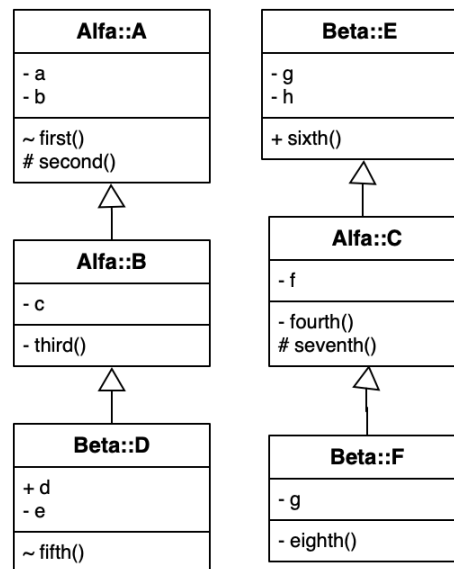 Alfa::A
- a
- b
~ first()
# second()
Alfa::B
- c
- third()
Beta::D
+ d
- e
~ fifth()
Beta::E
- g
- h
+ sixth()
Alfa::C
- f
- fourth()
# seventh()
Beta::F
- g
- eighth()